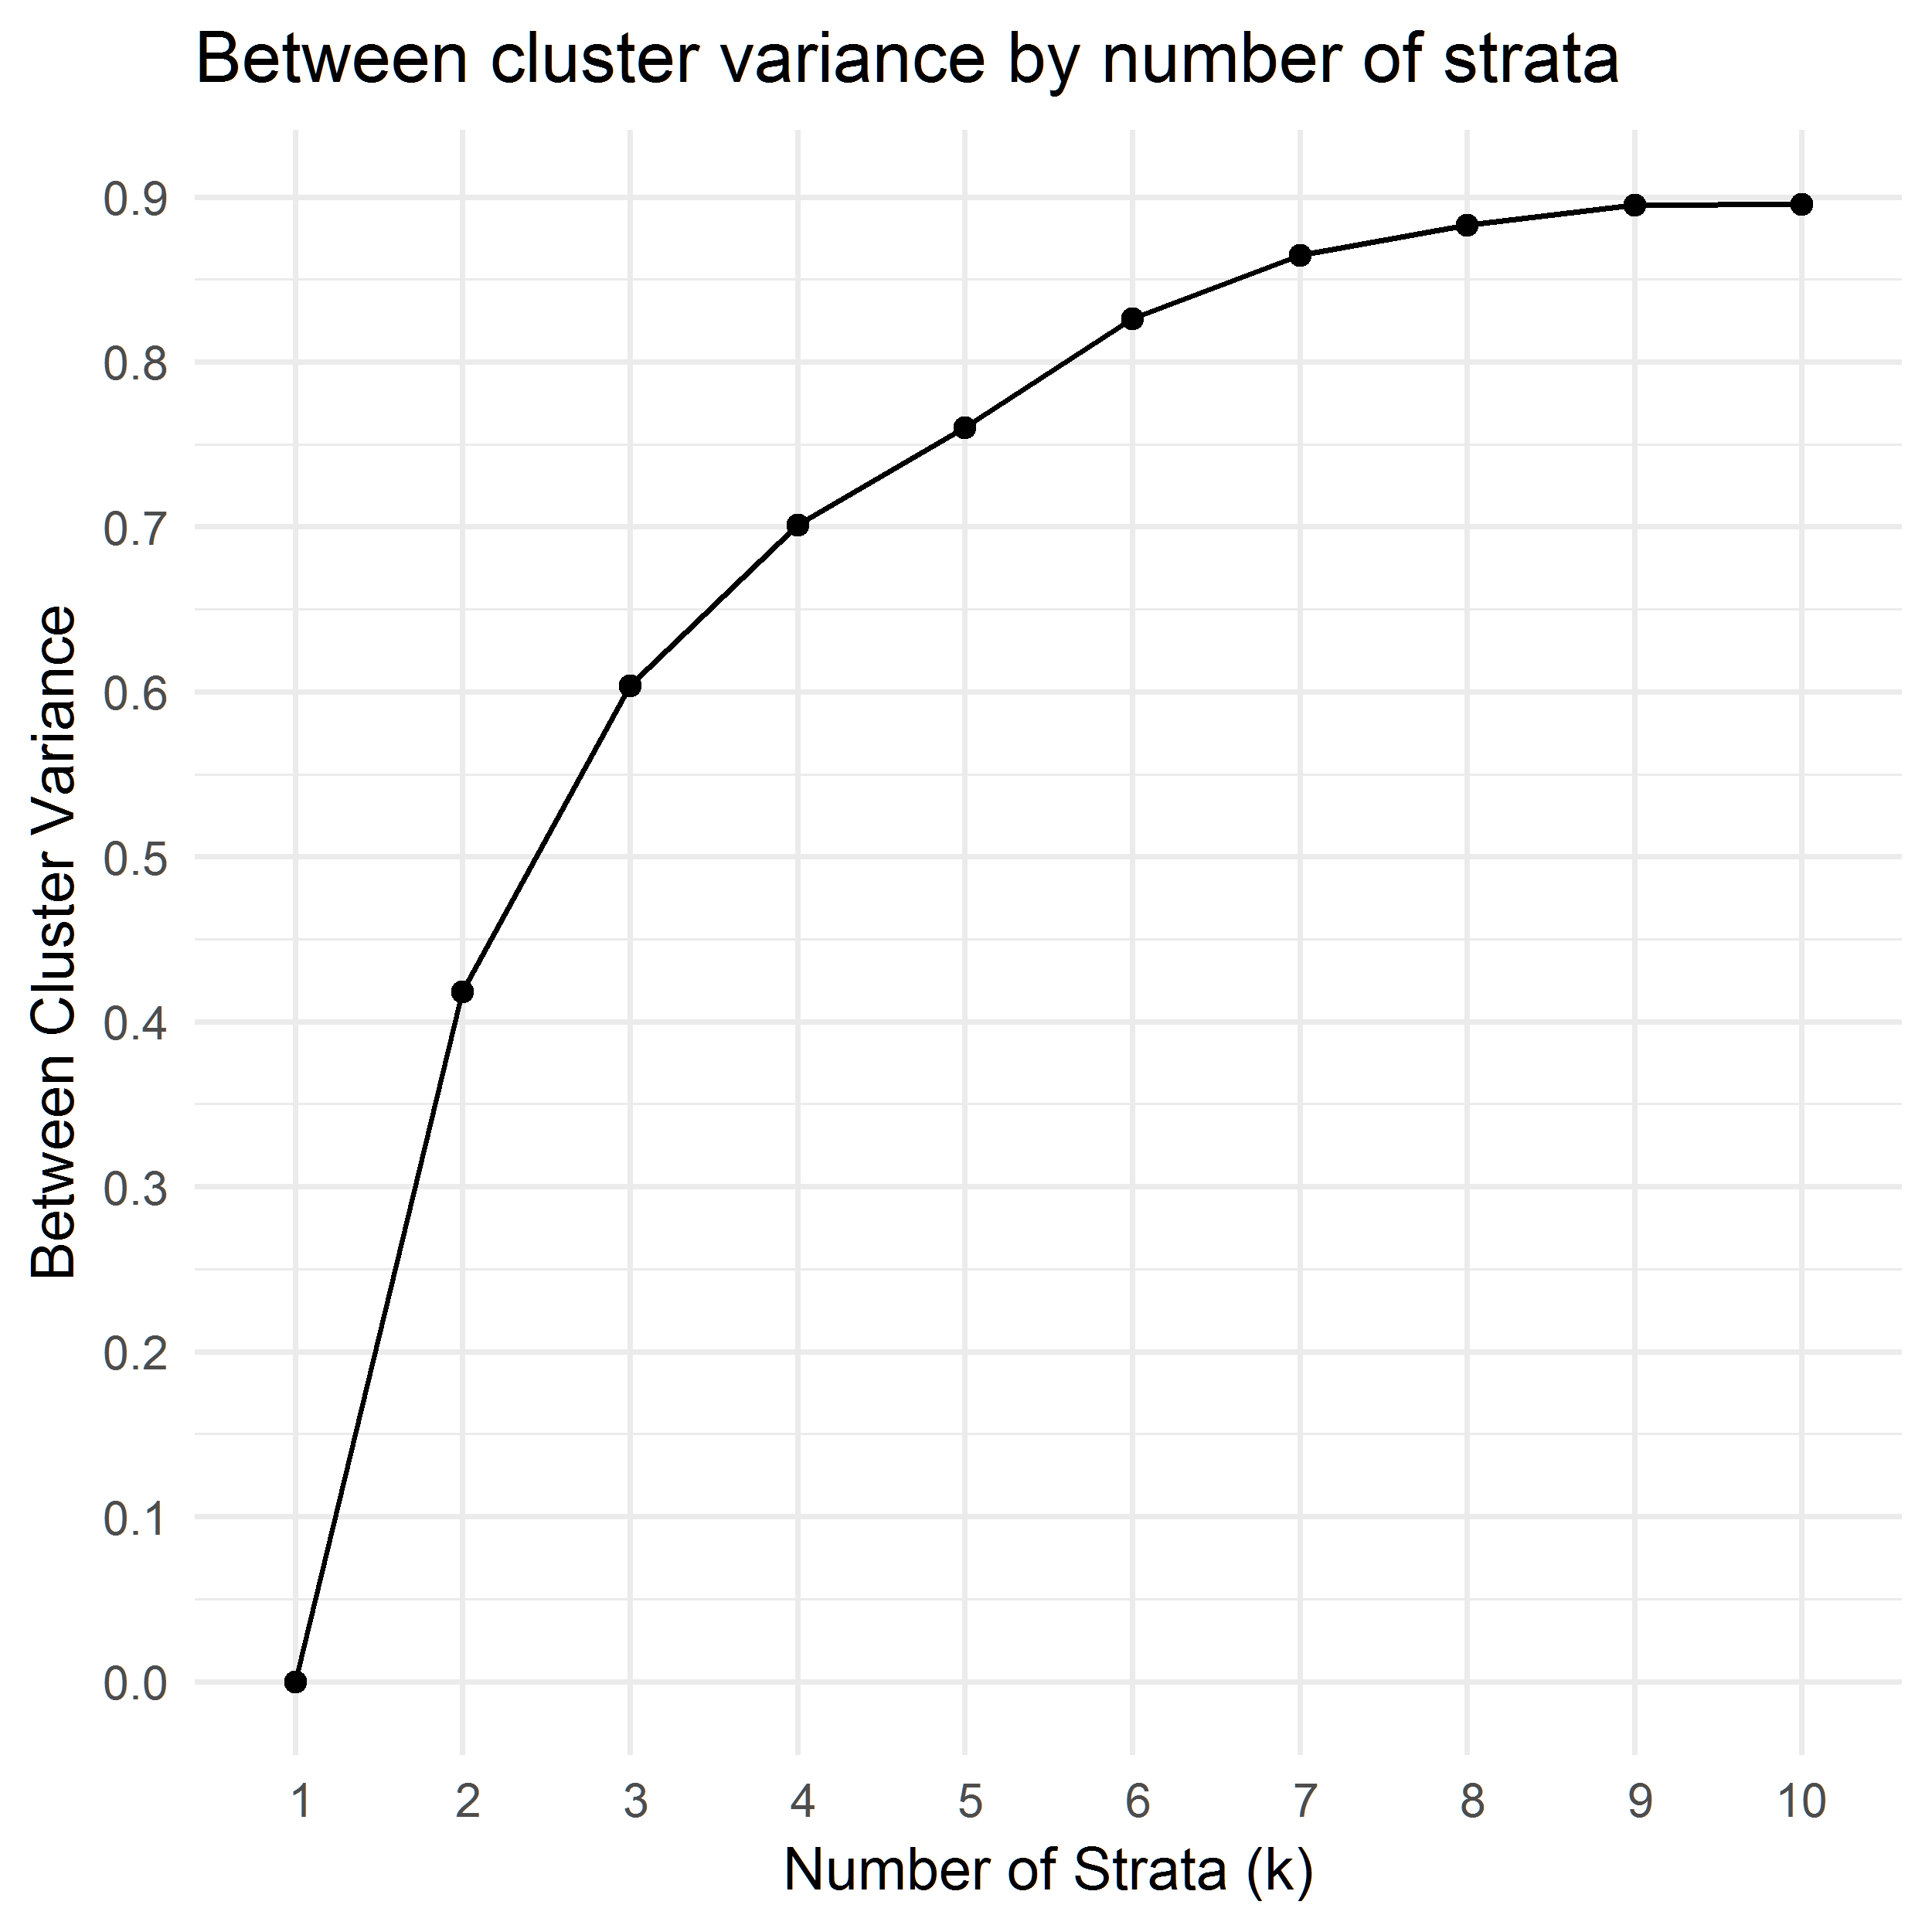 Between cluster variance by number of strata
Between Cluster Variance
0.9
0.8
0.7
0.6
0.5
0.4
0.3
0.2
0.1
0.0
1 2 3 4 5 6 7 8 9 10
Number of Strata (k)